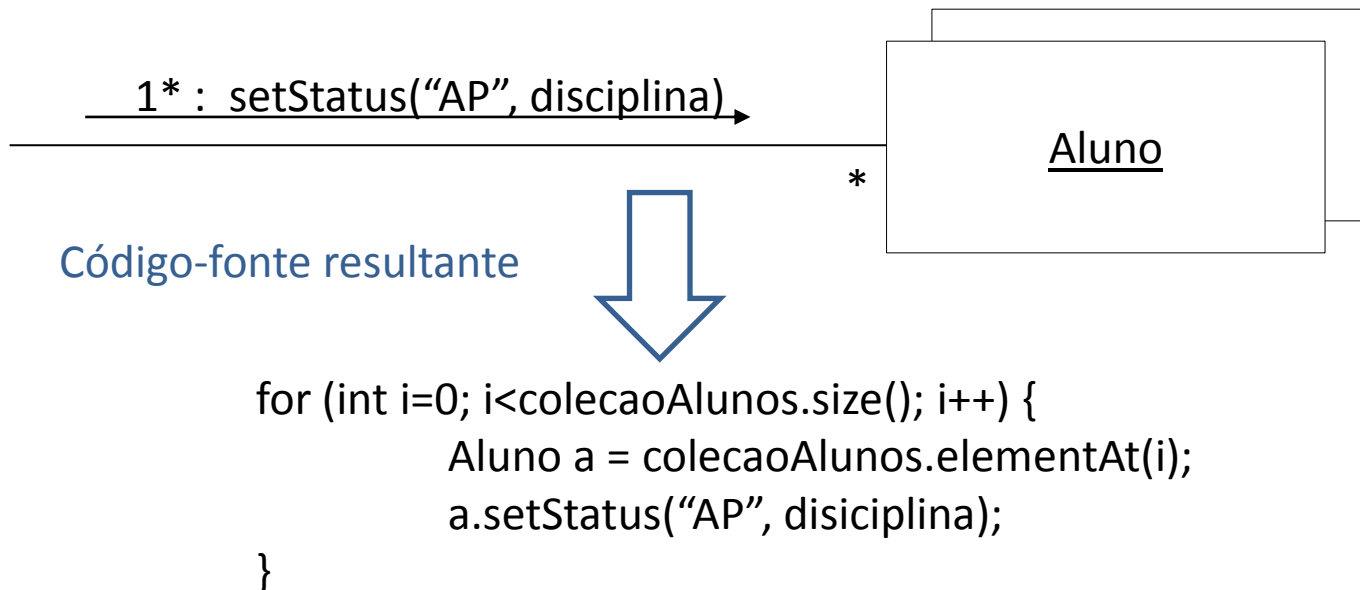 1* : setStatus(“AP”, disciplina)
Aluno
*
Código-fonte resultante
for (int i=0; i<colecaoAlunos.size(); i++) {
Aluno a = colecaoAlunos.elementAt(i);
a.setStatus(“AP”, disiciplina);
}